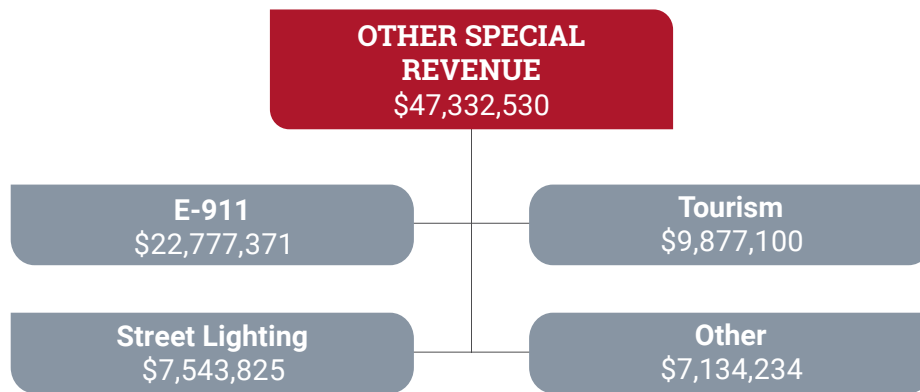 OTHER SPECIAL
REVENUE
$47,332,530
E-911
$22,777,371
Tourism
$9,877,100
Street Lighting
$7,543,825
Other
$7,134,234